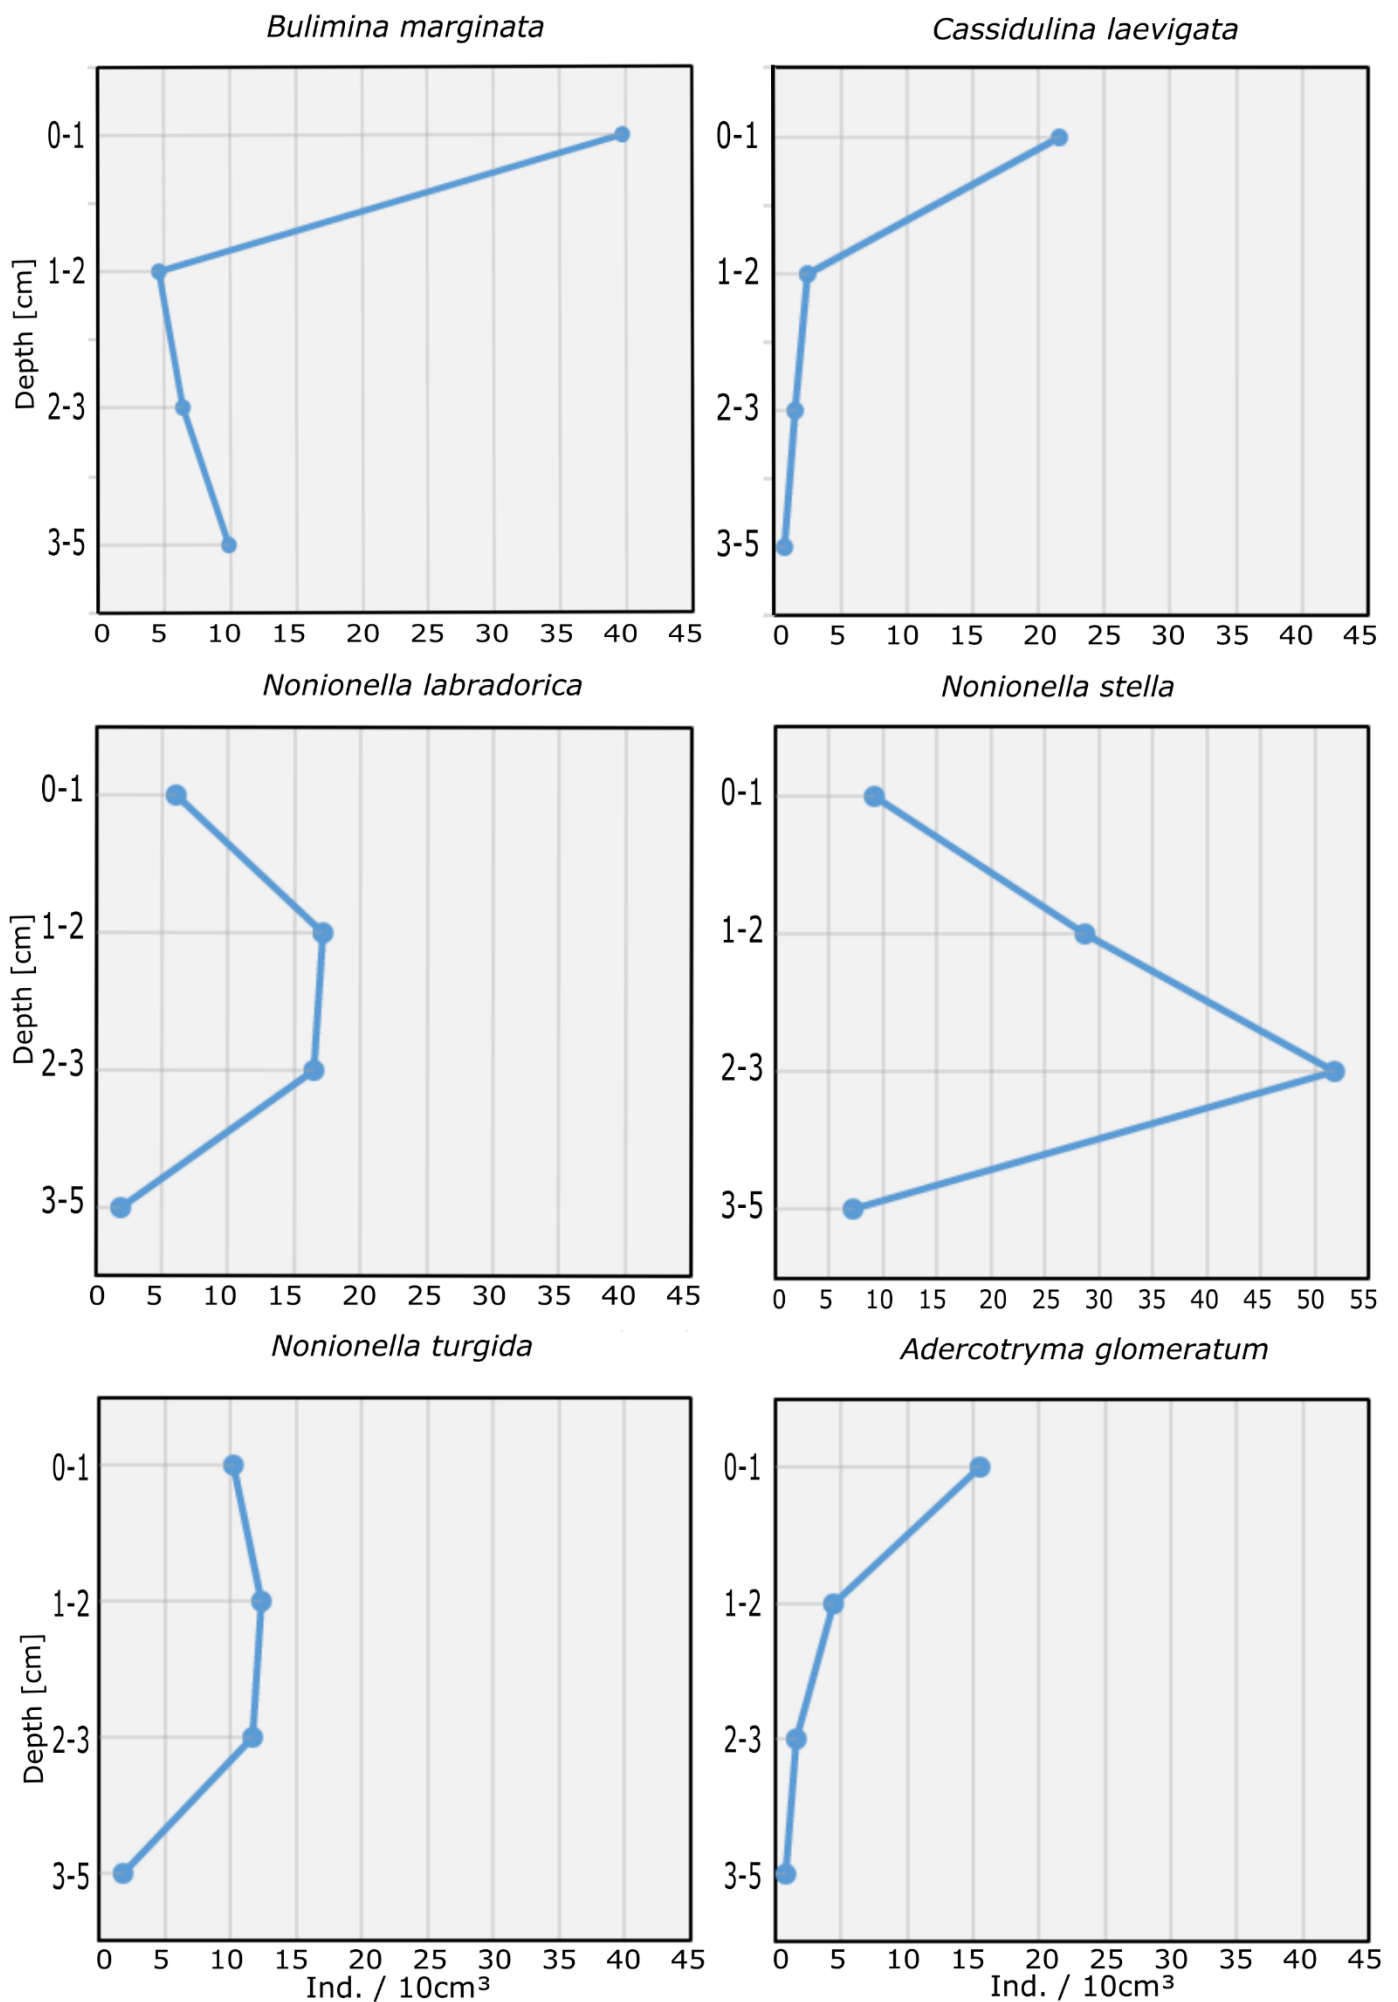 Bulimina marginata
Cassidulina laevigata
Depth [cm]
0-1
1-2
2-3
3-5
0 5 10 15 20 25 30 35 40 45
0-1
1-2
2-3
3-5
0 5 10 15 20 25 30 35 40 45
Nonionella labradorica
Nonionella stella
Depth [cm]
0-1
1-2
2-3
3-5
0 5 10 15 20 25 30 35 40 45
0-1
1-2
2-3
3-5
0 5 10 15 20 25 30 35 40 45 50 55
Nonionella turgida
Adercotryma glomeratum
Depth [cm]
0-1
1-2
2-3
3-5
0 5 10 15 20 25 30 35 40 45
Ind. / 10cm³
0-1
1-2
2-3
3-5
0 5 10 15 20 25 30 35 40 45
Ind. / 10cm³